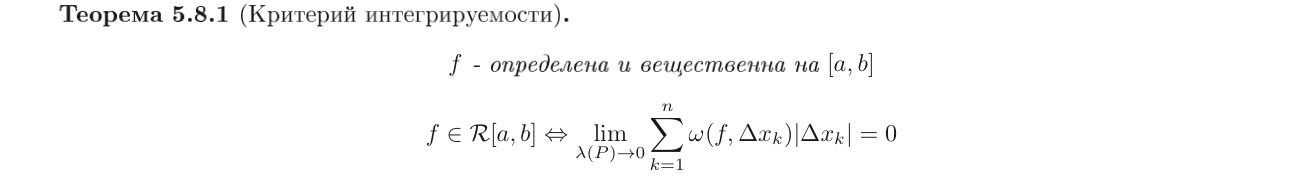 Теорема 5.8.1 (Критерий интегрируемости).
f - определена и вещественна на [a, b]
f ∈ ℛ[a, b] ⇔ lim_{λ(P)→0} ∑_{k=1}^{n} ω(f, Δx_k)|Δx_k| = 0